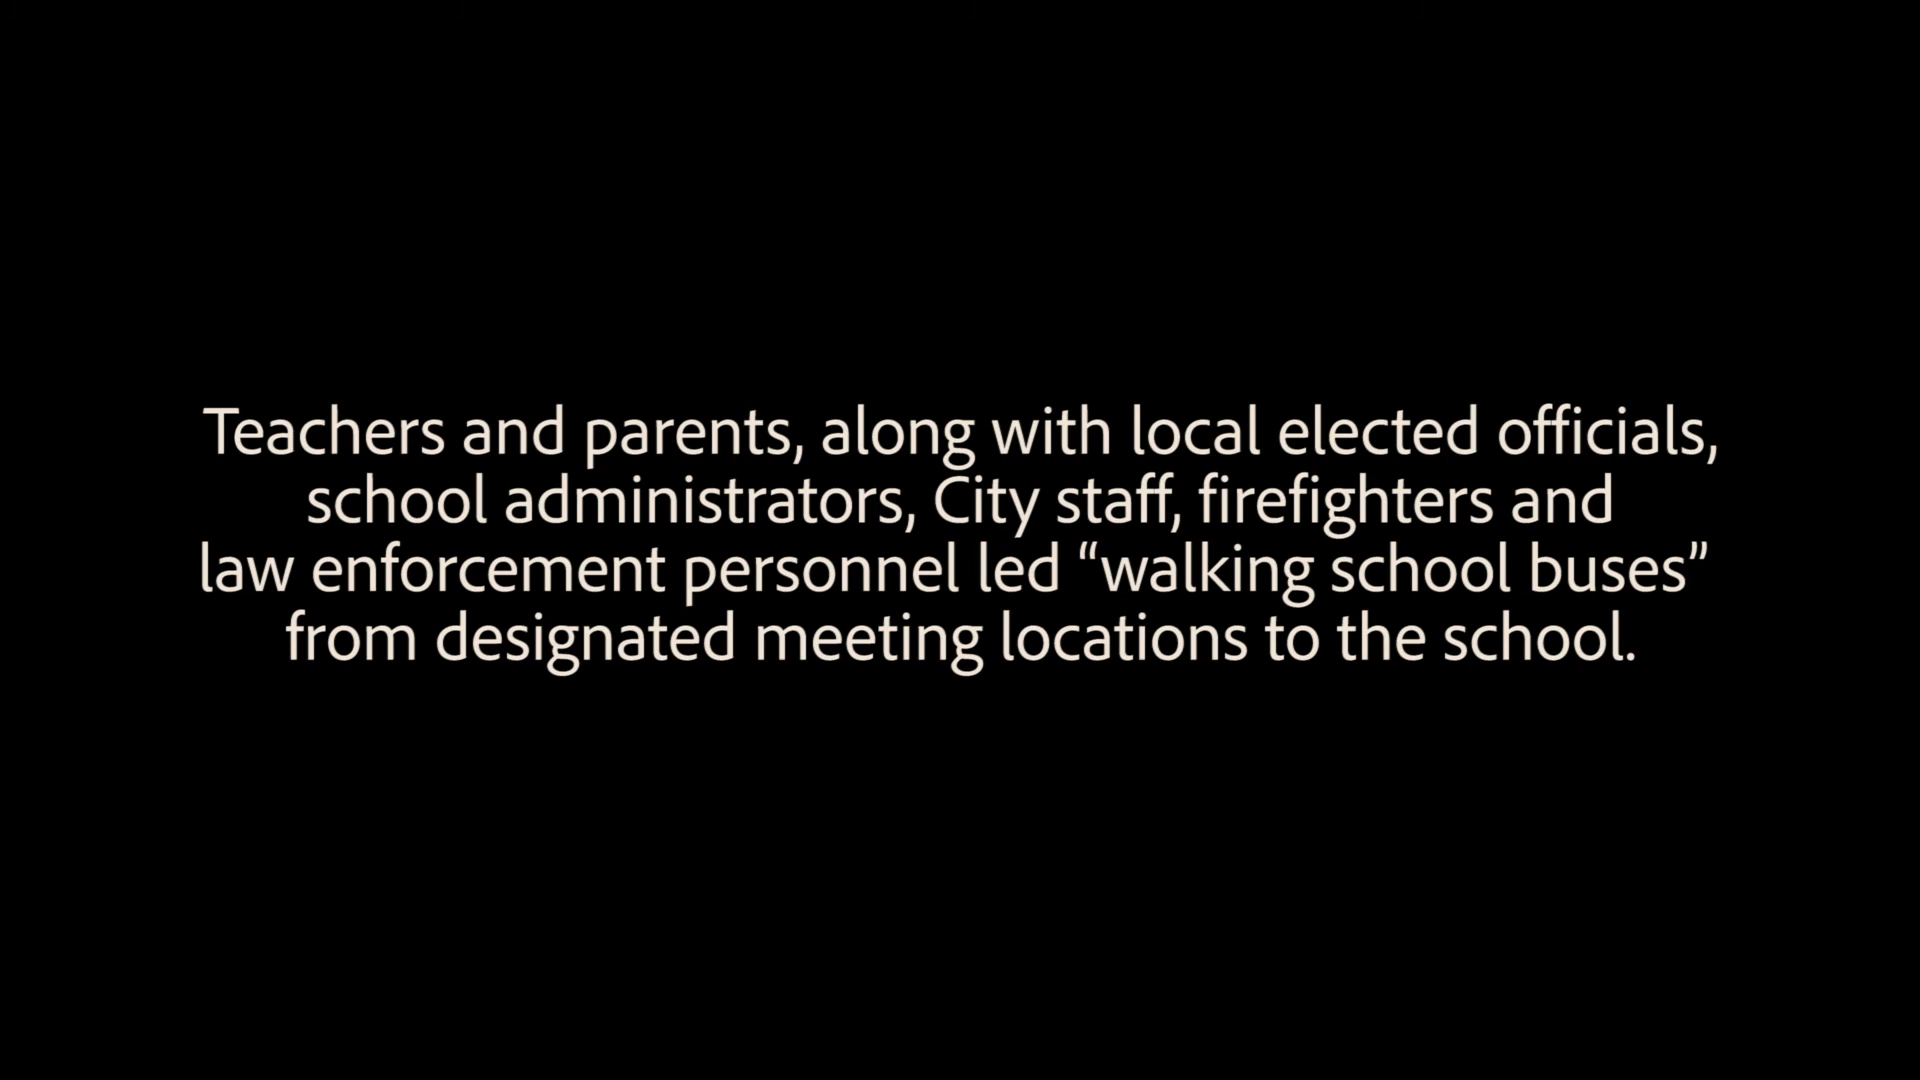 Teachers and parents, along with local elected officials,
school administrators, City staff, firefighters and
law enforcement personnel led “walking school buses”
from designated meeting locations to the school.